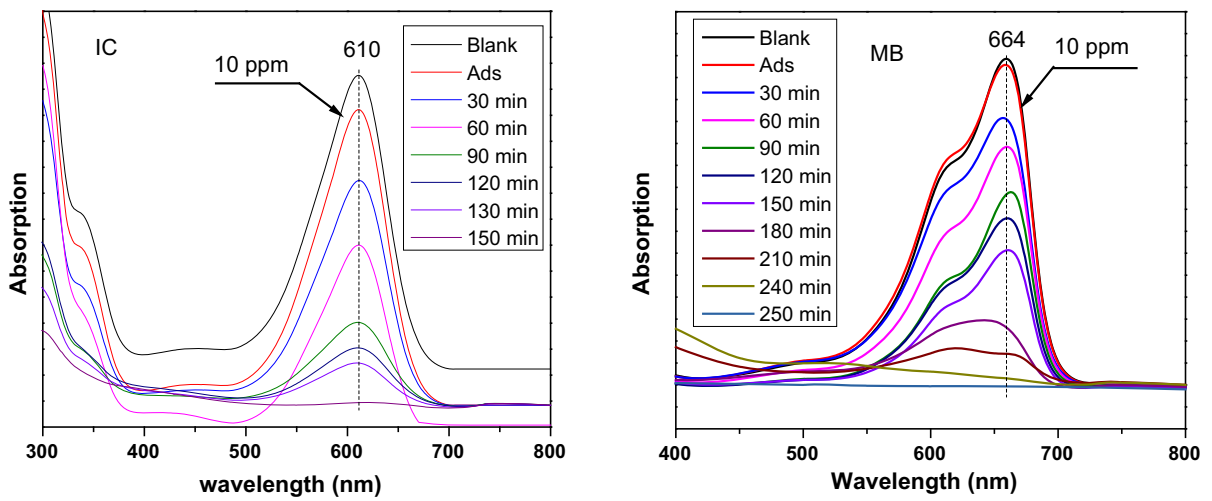 IC
610
10 ppm
Blank
Ads
30 min
60 min
90 min
120 min
130 min
150 min
Absorption
300 400 500 600 700 800
wavelength (nm)
MB
664
10 ppm
Blank
Ads
30 min
60 min
90 min
120 min
150 min
180 min
210 min
240 min
250 min
Absorption
400 500 600 700 800
Wavelength (nm)